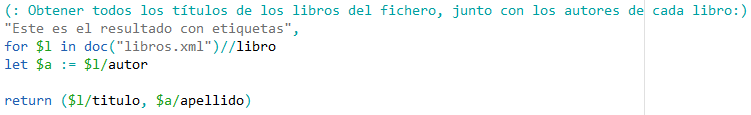 (: Obtener todos los títulos de los libros del fichero, junto con los autores de cada libro:)
"Este es el resultado con etiquetas",
for $l in doc("libros.xml")//libro
let $a := $l/autor
return ($l/titulo, $a/apellido)